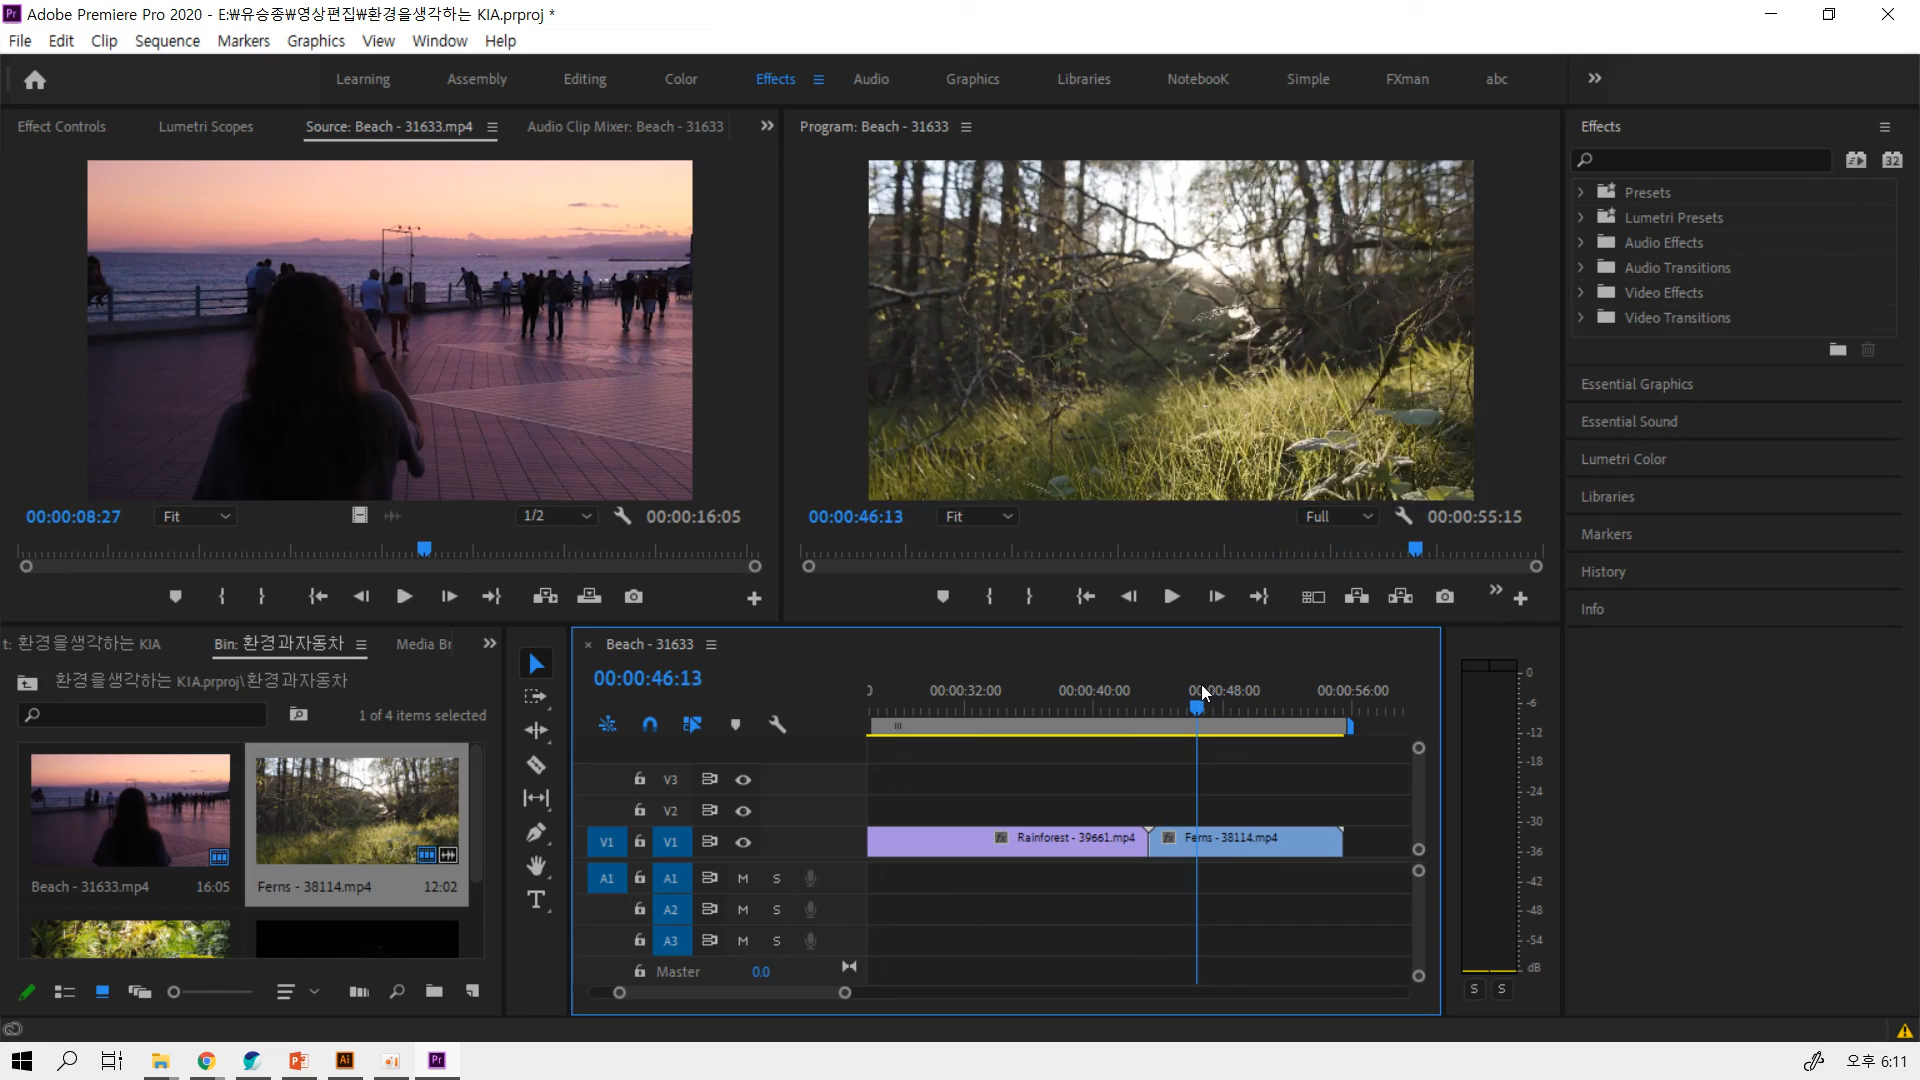 Adobe Premiere Pro 2020 - E:₩유승종₩영상편집₩환경을생각하는 KIA.prproj *
File Edit Clip Sequence Markers Graphics View Window Help
Learning Assembly Editing Color Effects Audio Graphics Libraries NotebooK Simple FXman abc
Effect Controls Lumetri Scopes Source: Beach - 31633.mp4 Audio Clip Mixer: Beach - 31633
Program: Beach - 31633
Effects
32
Presets
Lumetri Presets
Audio Effects
Audio Transitions
Video Effects
Video Transitions
Essential Graphics
Essential Sound
Lumetri Color
Libraries
Markers
History
Info
00:00:08:27 Fit 1/2 00:00:16:05
00:00:46:13 Fit Full 00:00:55:15
t: 환경을생각하는 KIA Bin: 환경과자동차 Media Br
환경을생각하는 KIA.prproj\환경과자동차
1 of 4 items selected
Beach - 31633.mp4 16:05
Ferns - 38114.mp4 12:02
Beach - 31633
00:00:46:13
0 00:00:32:00 00:00:40:00 00:00:48:00 00:00:56:00
V3
V2
V1 V1 Rainforest - 39661.mp4 Ferns - 38114.mp4
A1 A1 M S
A2 M S
A3 M S
Master 0.0
0
-6
-12
-18
-24
-30
-36
-42
-48
-54
dB
S S
오후 6:11